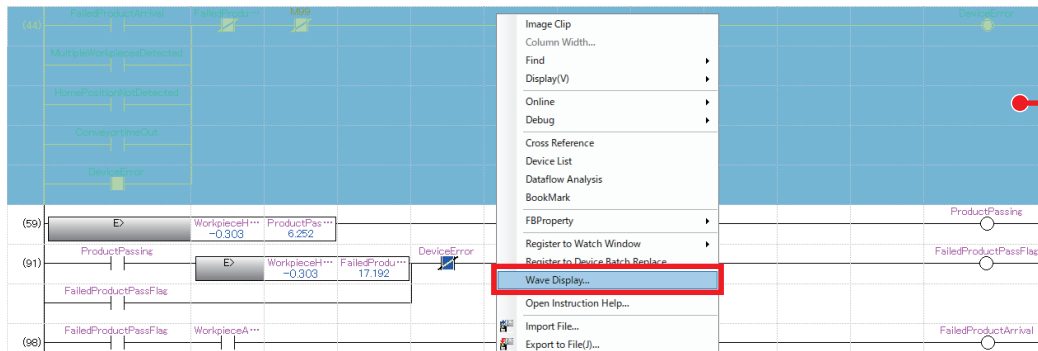 (44) FailedProductArrival FailedProdu… M99 DeviceError
MultipleWorkpiecesDetected
HomePositionNotDetected
ConveyortimeOut
DeviceError
ProductPassing
(59) E> WorkpieceH… ProductPas…
-0.303 6.252
ProductPassing DeviceError FailedProductPassFlag
(91) E> WorkpieceH… FailedProdu…
-0.303 17.192
FailedProductPassFlag
FailedProductPassFlag WorkpieceA… FailedProductArrival
(98)
Image Clip
Column Width...
Find
Display(V)
Online
Debug
Cross Reference
Device List
Dataflow Analysis
BookMark
FBProperty
Register to Watch Window
Register to Device Batch Replace
Wave Display...
Open Instruction Help...
Import File...
Export to File(J)...